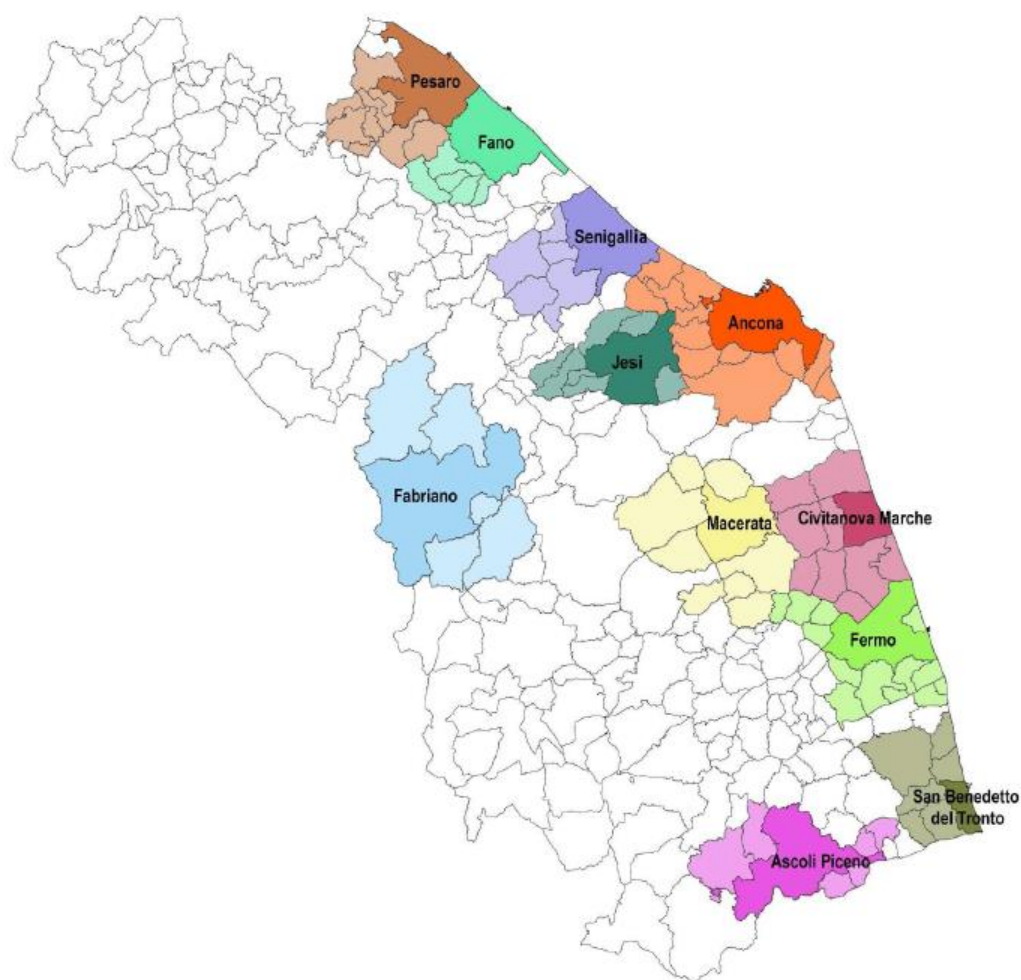 Pesaro
Fano
Senigallia
Ancona
Jesi
Fabriano
Macerata
Civitanova Marche
Fermo
San Benedetto
del Tronto
Ascoli Piceno